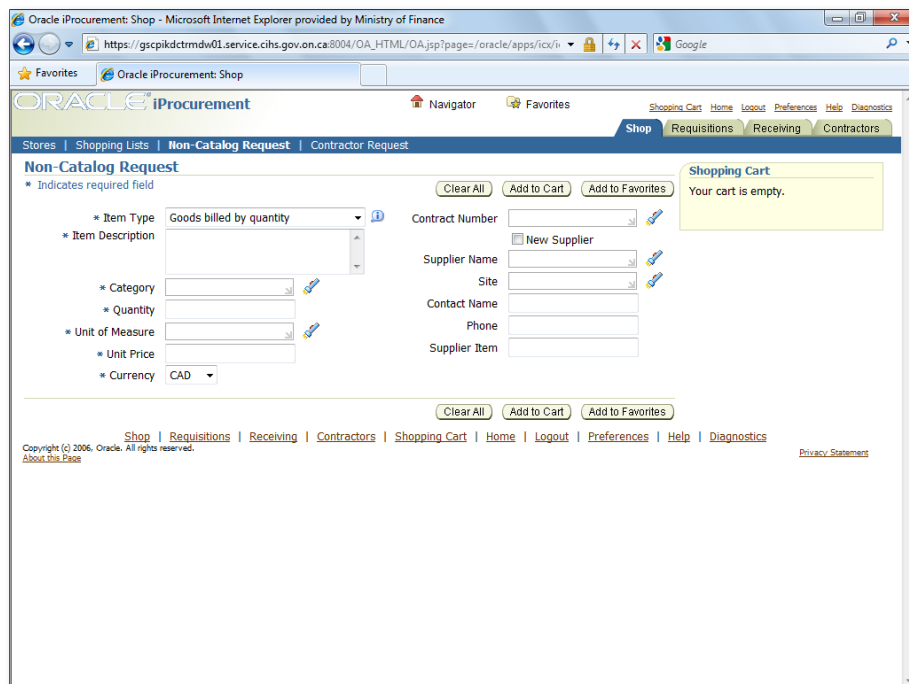 Oracle iProcurement: Shop - Microsoft Internet Explorer provided by Ministry of Finance
https://gscpikdctrmdw01.service.cihs.gov.on.ca:8004/OA_HTML/OA.jsp?page=/oracle/apps/icx/i
Google
Favorites
Oracle iProcurement: Shop
ORACLE iProcurement
Navigator Favorites
Shopping Cart Home Logout Preferences Help Diagnostics
Shop Requisitions Receiving Contractors
Stores | Shopping Lists | Non-Catalog Request | Contractor Request
Non-Catalog Request
* Indicates required field
Clear All Add to Cart Add to Favorites
Shopping Cart
Your cart is empty.
* Item Type Goods billed by quantity
* Item Description
* Category
* Quantity
* Unit of Measure
* Unit Price
* Currency CAD
Contract Number
New Supplier
Supplier Name
Site
Contact Name
Phone
Supplier Item
Clear All Add to Cart Add to Favorites
Shop | Requisitions | Receiving | Contractors | Shopping Cart | Home | Logout | Preferences | Help | Diagnostics
Copyright (c) 2006, Oracle. All rights reserved.
About this Page
Privacy Statement